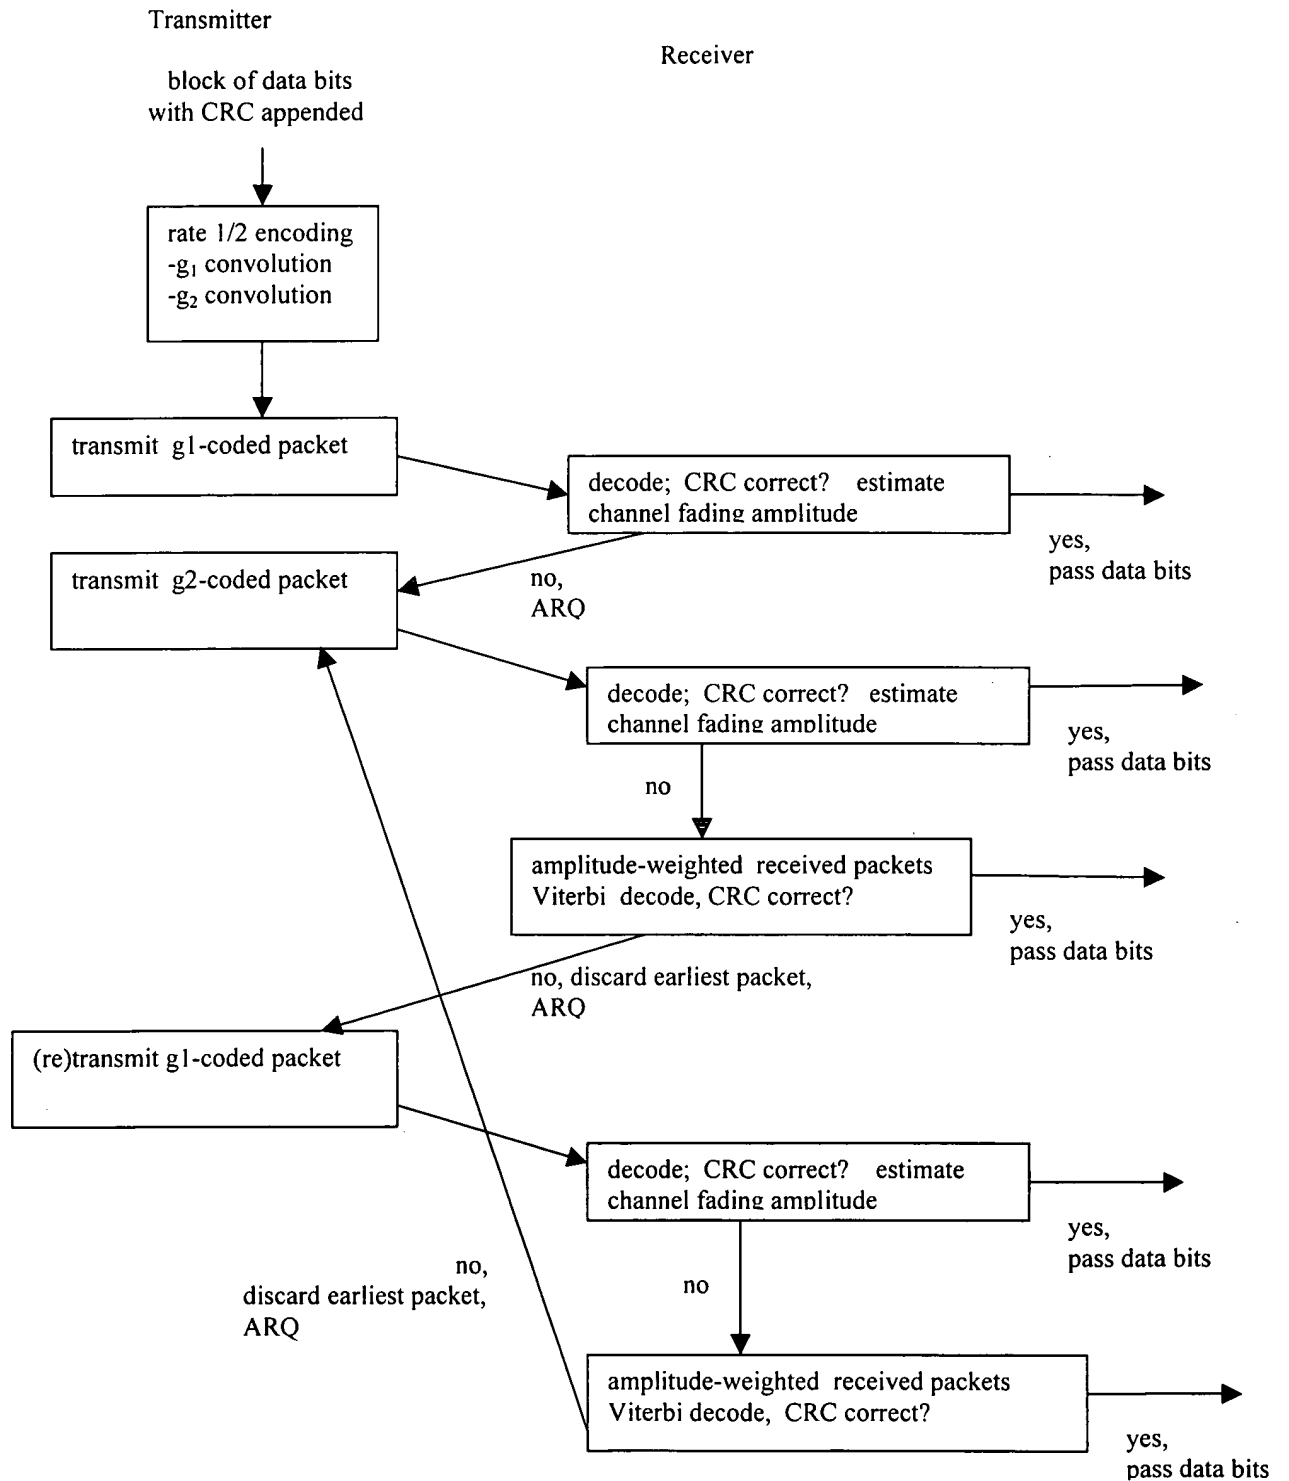 Transmitter
Receiver
block of data bits
with CRC appended
rate 1/2 encoding
-g₁ convolution
-g₂ convolution
transmit g1-coded packet
decode; CRC correct? estimate
channel fading amplitude
yes,
pass data bits
no,
ARQ
transmit g2-coded packet
decode; CRC correct? estimate
channel fading amplitude
yes,
pass data bits
no
amplitude-weighted received packets
Viterbi decode, CRC correct?
yes,
pass data bits
no, discard earliest packet,
ARQ
(re)transmit g1-coded packet
decode; CRC correct? estimate
channel fading amplitude
yes,
pass data bits
no
no,
discard earliest packet,
ARQ
amplitude-weighted received packets
Viterbi decode, CRC correct?
yes,
pass data bits